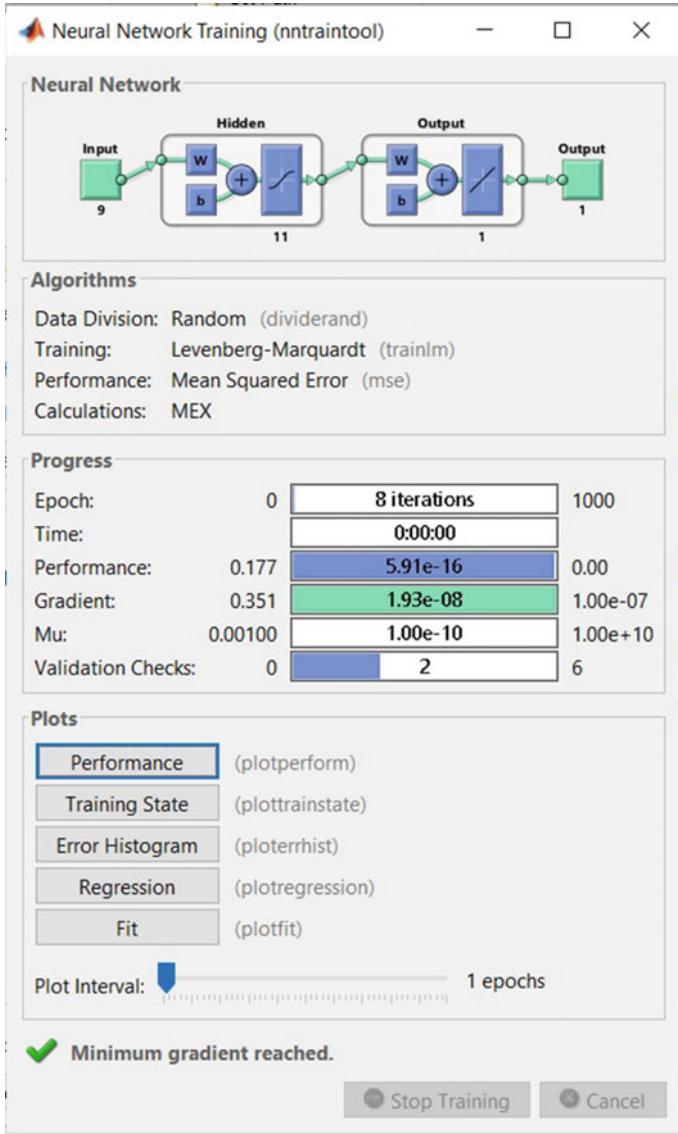 Neural Network Training (nntraintool)
Neural Network
Hidden Output
Input Output
W W
b b
9 1
11 1
Algorithms
Data Division: Random (dividerand)
Training: Levenberg-Marquardt (trainlm)
Performance: Mean Squared Error (mse)
Calculations: MEX
Progress
Epoch: 0 8 iterations 1000
Time: 0:00:00
Performance: 0.177 5.91e-16 0.00
Gradient: 0.351 1.93e-08 1.00e-07
Mu: 0.00100 1.00e-10 1.00e+10
Validation Checks: 0 2 6
Plots
Performance (plotperform)
Training State (plottrainstate)
Error Histogram (ploterrhist)
Regression (plotregression)
Fit (plotfit)
Plot Interval: 1 epochs
Minimum gradient reached.
Stop Training Cancel